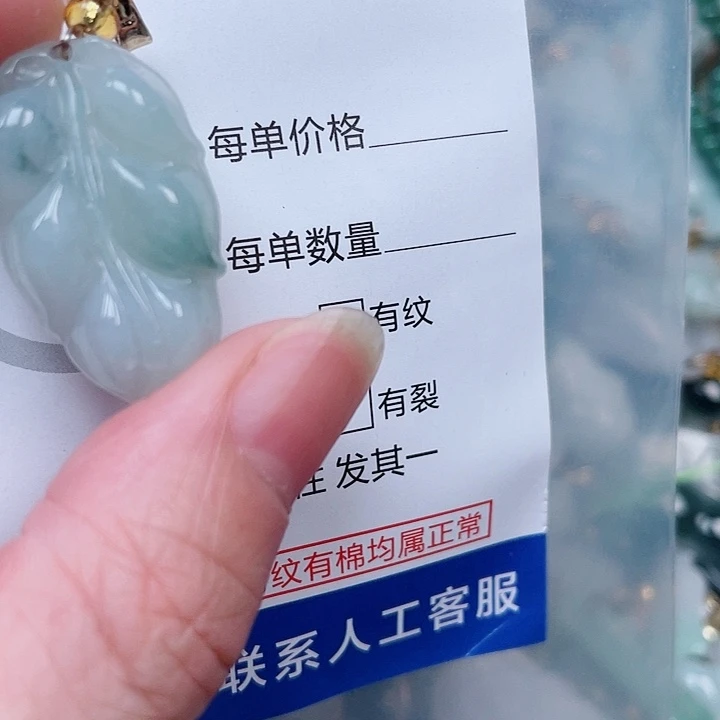 每单价格
每单数量
有纹
有裂
发其一
纹有棉均属正常
联系人工客服